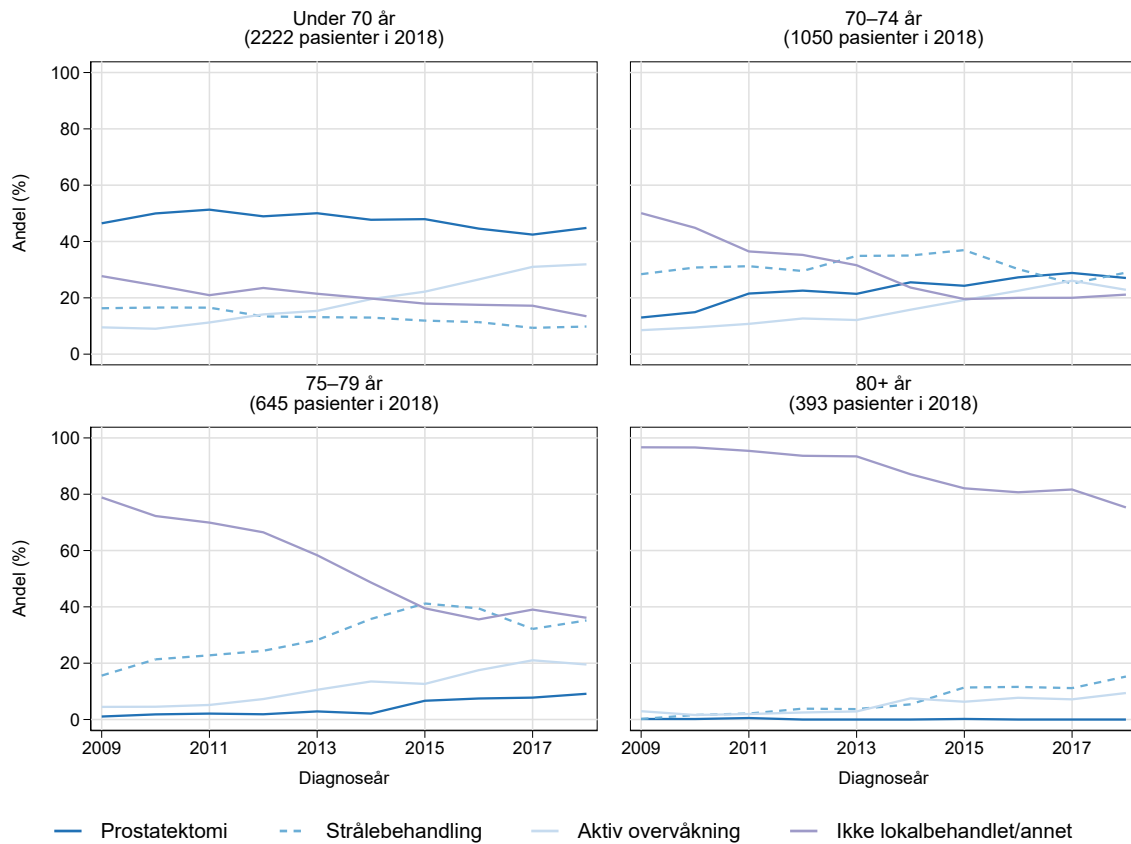 Under 70 år
(2222 pasienter i 2018)
70–74 år
(1050 pasienter i 2018)
100
80
60
40
20
0
Andel (%)
75–79 år
(645 pasienter i 2018)
80+ år
(393 pasienter i 2018)
100
80
60
40
20
0
Andel (%)
2009 2011 2013 2015 2017
2009 2011 2013 2015 2017
Diagnoseår
Diagnoseår
Prostatektomi Strålebehandling Aktiv overvåkning Ikke lokalbehandlet/annet